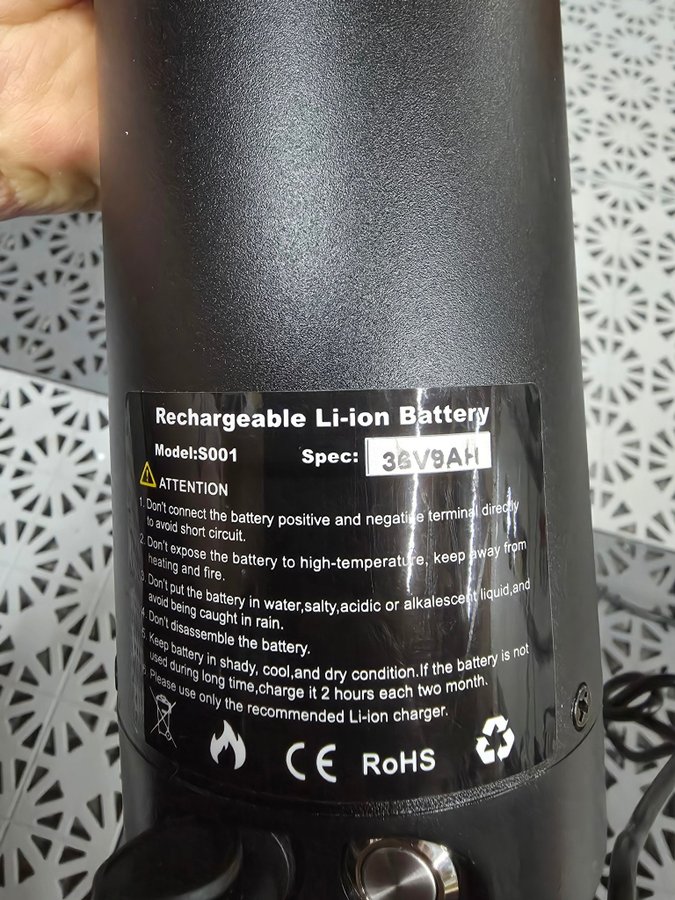 Rechargeable Li-ion Battery
Model:S001 Spec: 36V9AH
ATTENTION
1. Don't connect the battery positive and negative terminal directly
to avoid short circuit.
2. Don't expose the battery to high-temperature, keep away from
heating and fire.
3. Don't put the battery in water,salty,acidic or alkalescent liquid,and
avoid being caught in rain.
4. Don't disassemble the battery.
5. Keep battery in shady, cool,and dry condition.If the battery is not
used during long time,charge it 2 hours each two month.
6. Please use only the recommended Li-ion charger.
CE RoHS